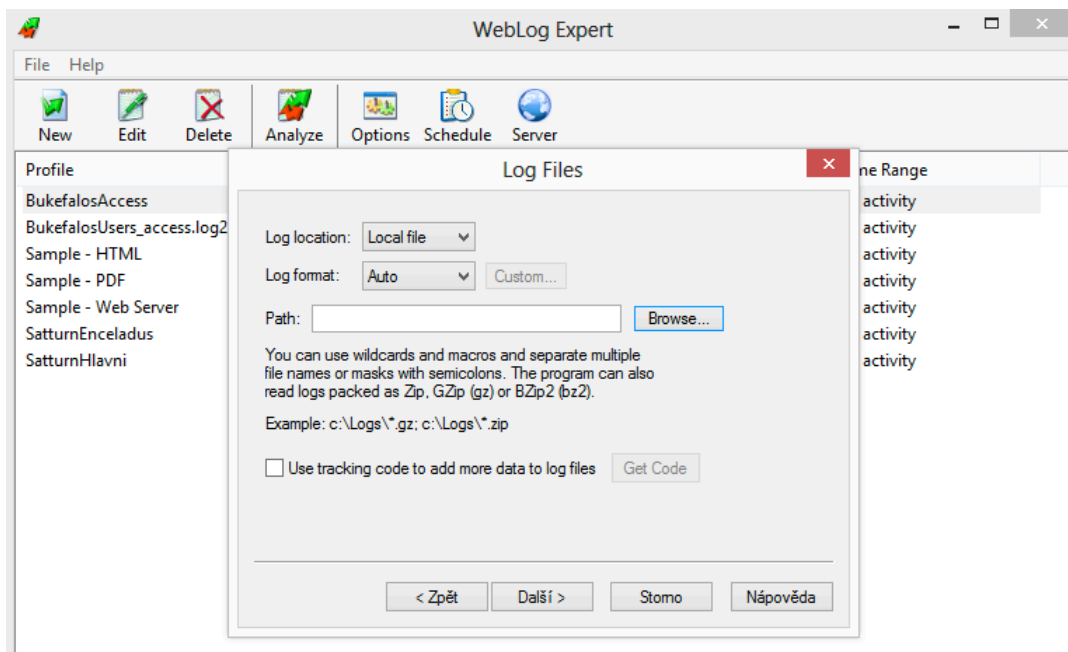 WebLog Expert
File Help
New Edit Delete Analyze Options Schedule Server
Profile
BukefalosAccess
BukefalosUsers_access.log2
Sample - HTML
Sample - PDF
Sample - Web Server
SatturnEnceladus
SatturnHlavni
Log Files
Log location: Local file
Log format: Auto Custom...
Path: Browse...
You can use wildcards and macros and separate multiple
file names or masks with semicolons. The program can also
read logs packed as Zip, GZip (gz) or BZip2 (bz2).
Example: c:\Logs\*.gz; c:\Logs\*.zip
Use tracking code to add more data to log files Get Code
< Zpět Další > Storno Nápověda
Range
activity
activity
activity
activity
activity
activity
activity